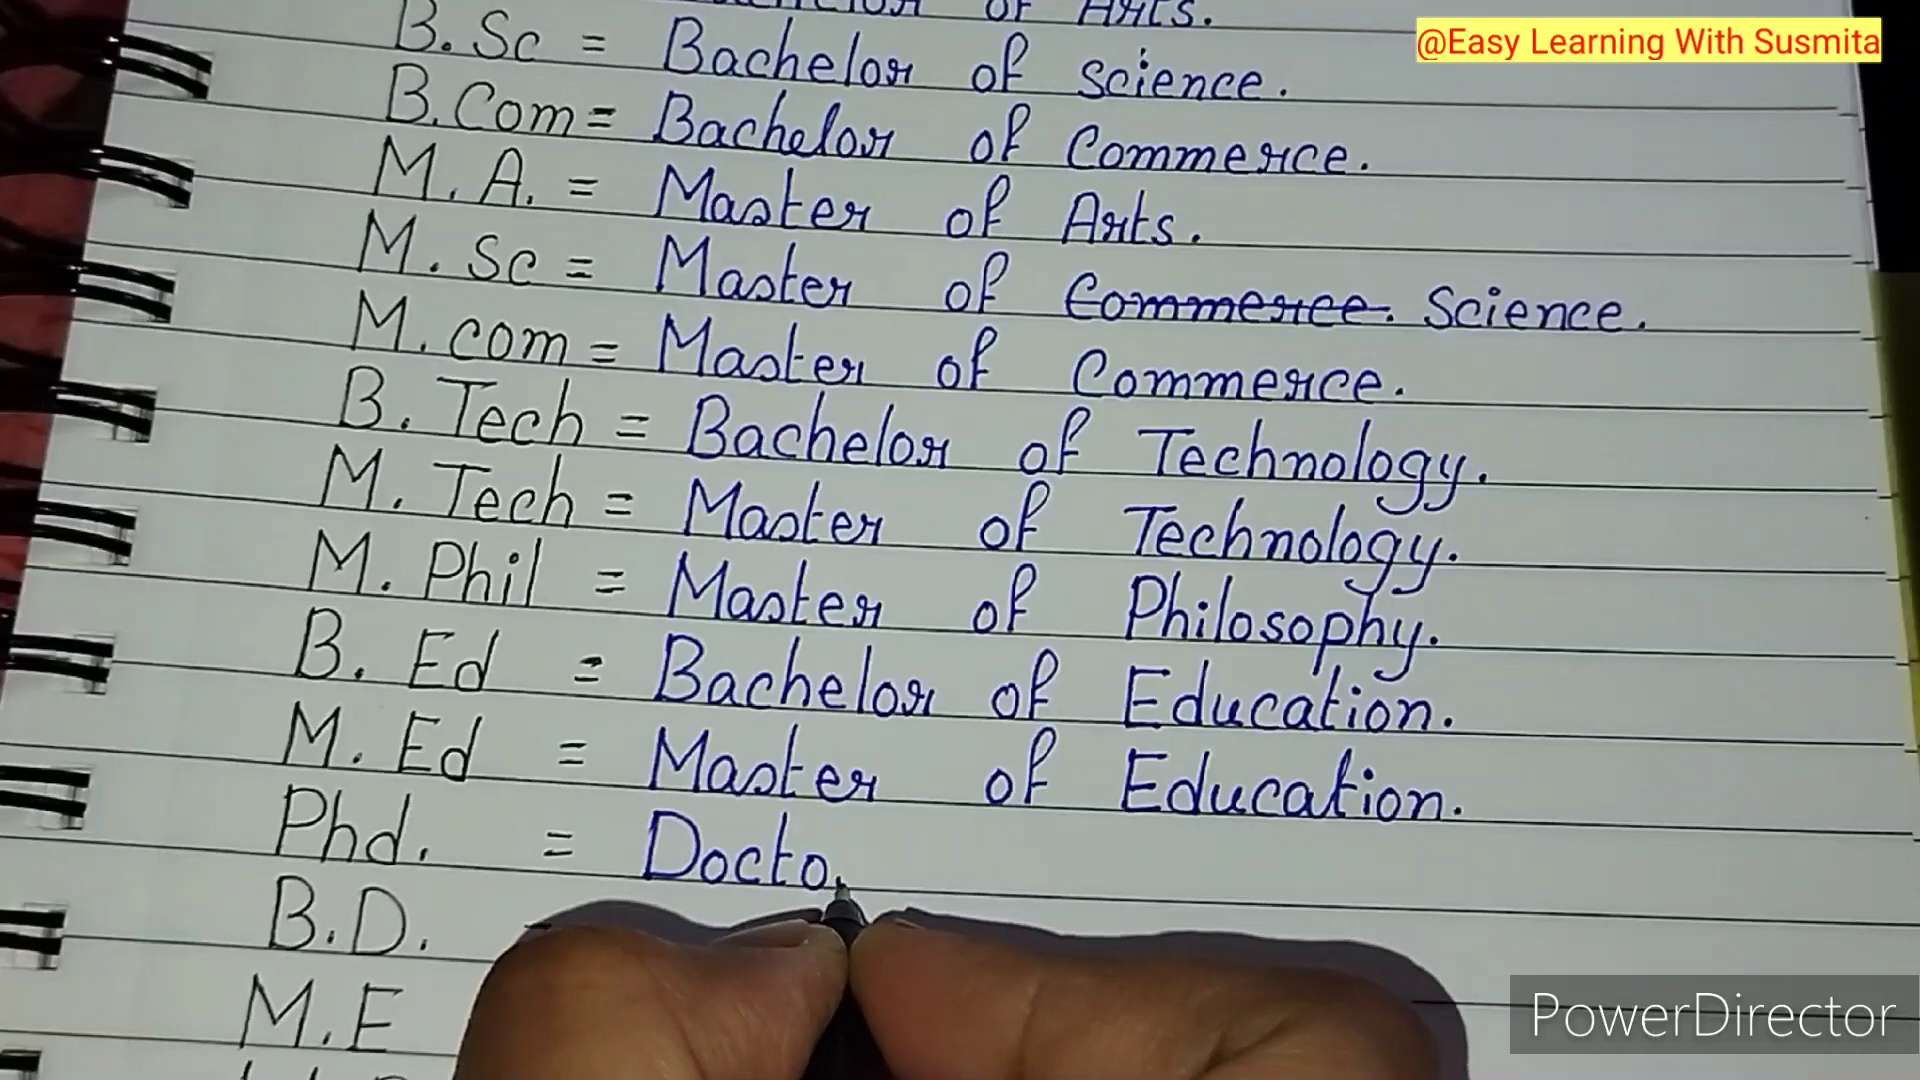 of Arts.
@Easy Learning With Susmita
B.Sc = Bachelor of science.
B.Com = Bachelor of Commerce.
M.A. = Master of Arts.
M.Sc = Master of Commerce. Science.
M.com = Master of Commerce.
B.Tech = Bachelor of Technology.
M.Tech = Master of Technology.
M.Phil = Master of Philosophy.
B.Ed = Bachelor of Education.
M.Ed = Master of Education.
Phd. = Docto
B.D.
M.E
PowerDirector